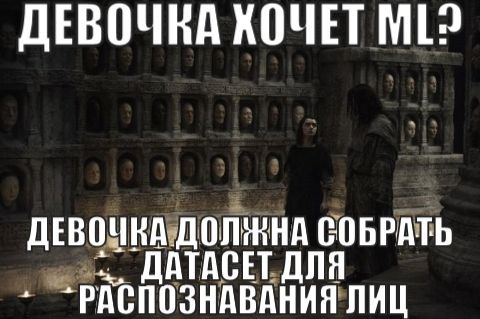 ДЕВОЧКА ХОЧЕТ ML?
ДЕВОЧКА ДОЛЖНА СОБРАТЬ
ДАТАСЕТ ДЛЯ
РАСПОЗНАВАНИЯ ЛИЦ